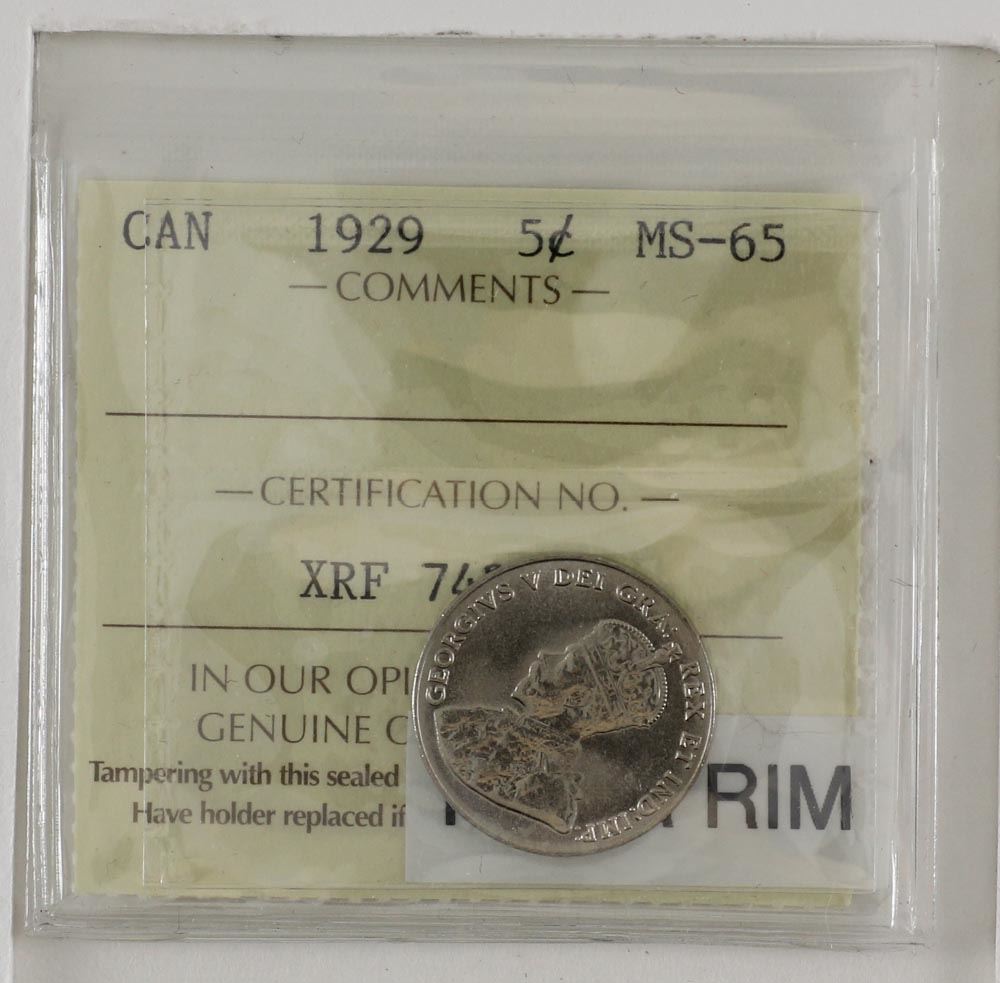 CAN 1929 5¢ MS-65
— COMMENTS —
— CERTIFICATION NO. —
XRF 74
IN OUR OPI
GENUINE C
Tampering with this sealed
Have holder replaced if
RIM
GEORGIVS V DEI GRA: REX ET IND:IMP: